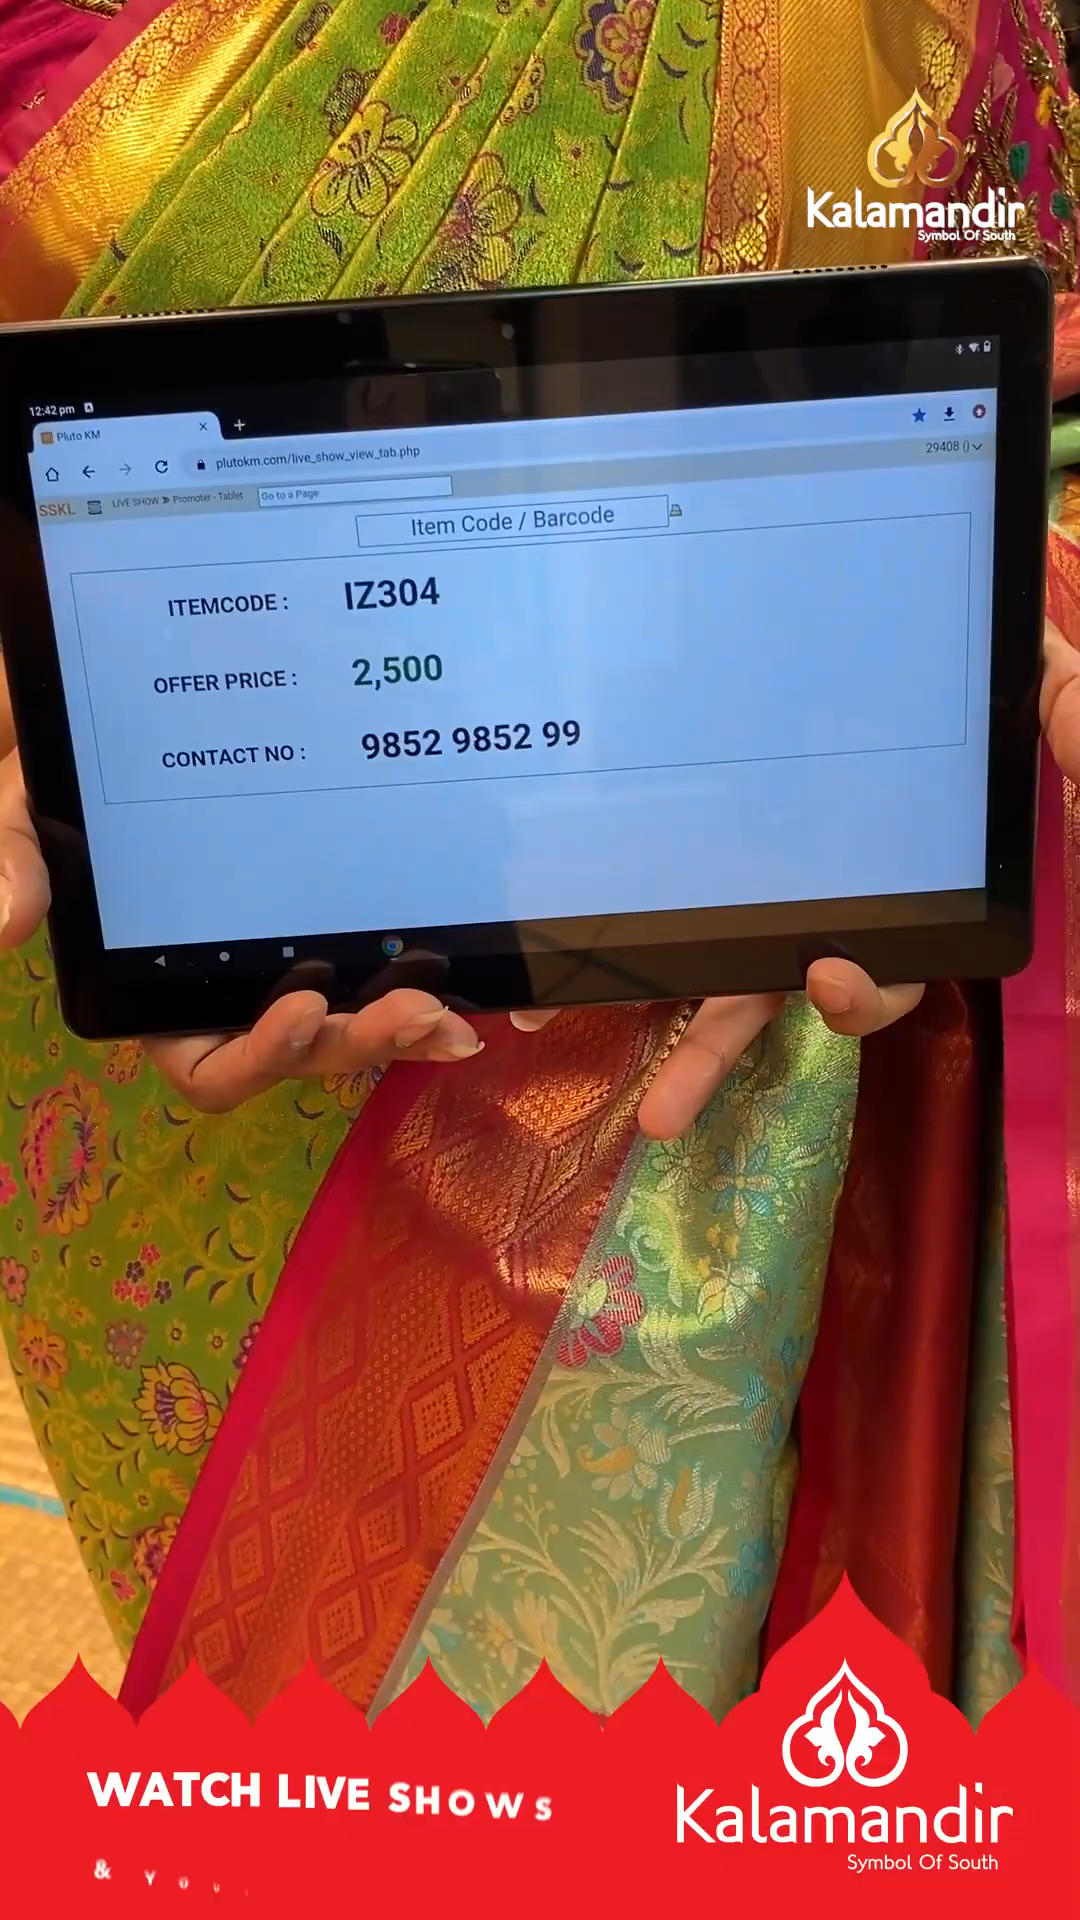 Kalamandir
Symbol Of South
12:42 pm
Pluto KM
plutokm.com/live_show_view_tab.php
29408 ()
SSKL
LIVE SHOW » Promoter - Tablet
Go to a Page
Item Code / Barcode
ITEMCODE : IZ304
OFFER PRICE : 2,500
CONTACT NO : 9852 9852 99
WATCH LIVE SHOWS
& YOU
Kalamandir
Symbol Of South